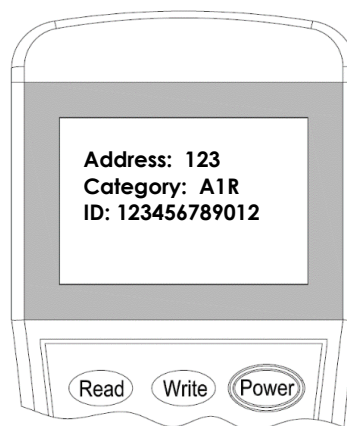 Address: 123
Category: A1R
ID: 123456789012
Read Write Power